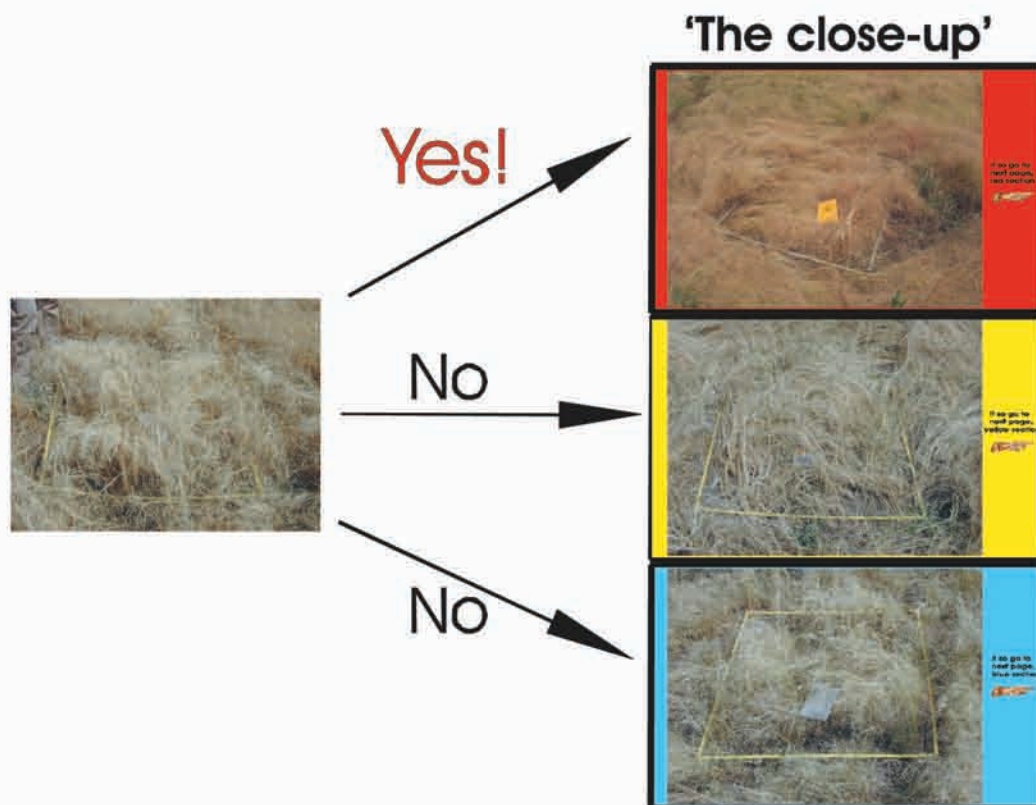 'The close-up'
Yes!
If so go to
next page,
red section
No
If so go to
next page,
yellow section
No
If so go to
next page,
blue section